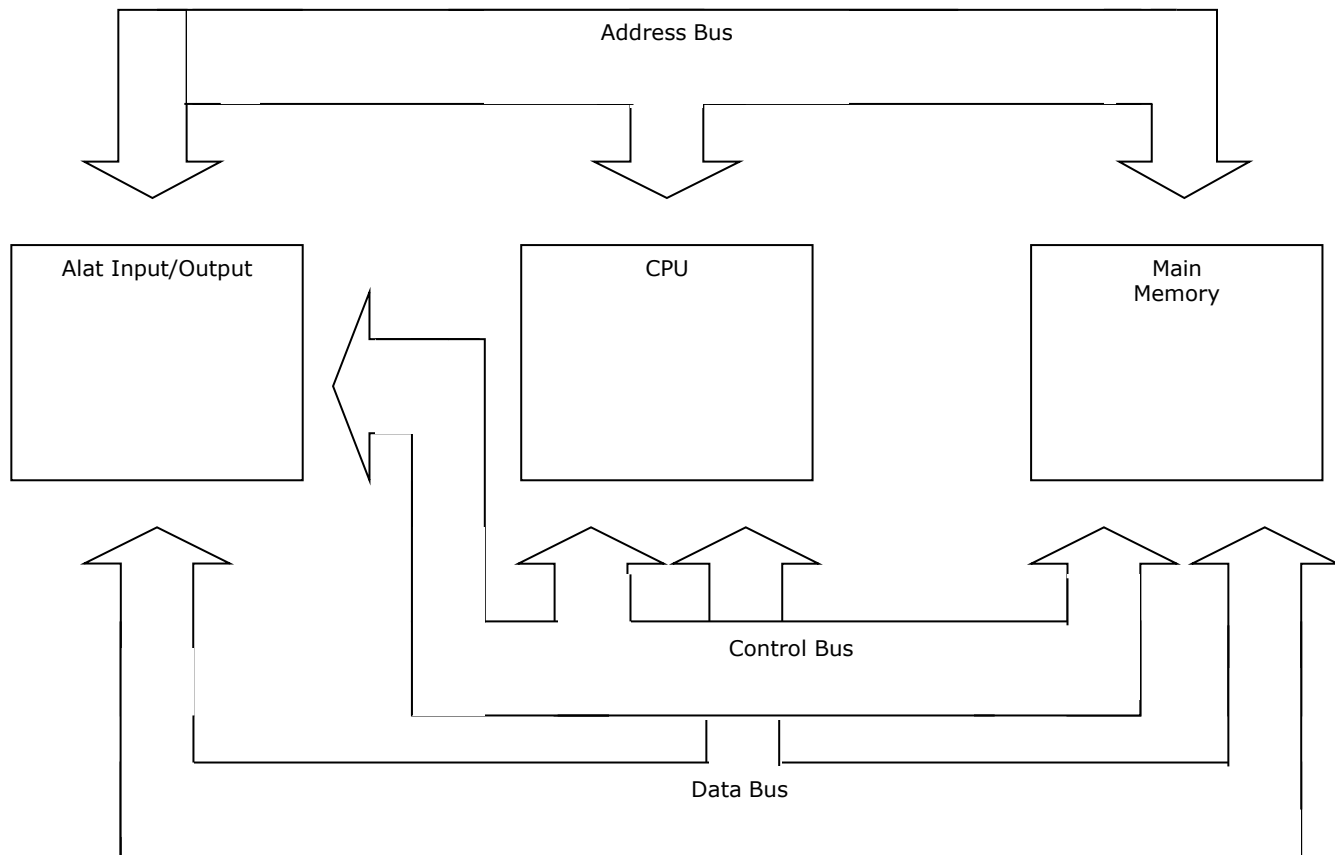 Address Bus
Alat Input/Output
CPU
Main
Memory
Control Bus
Data Bus